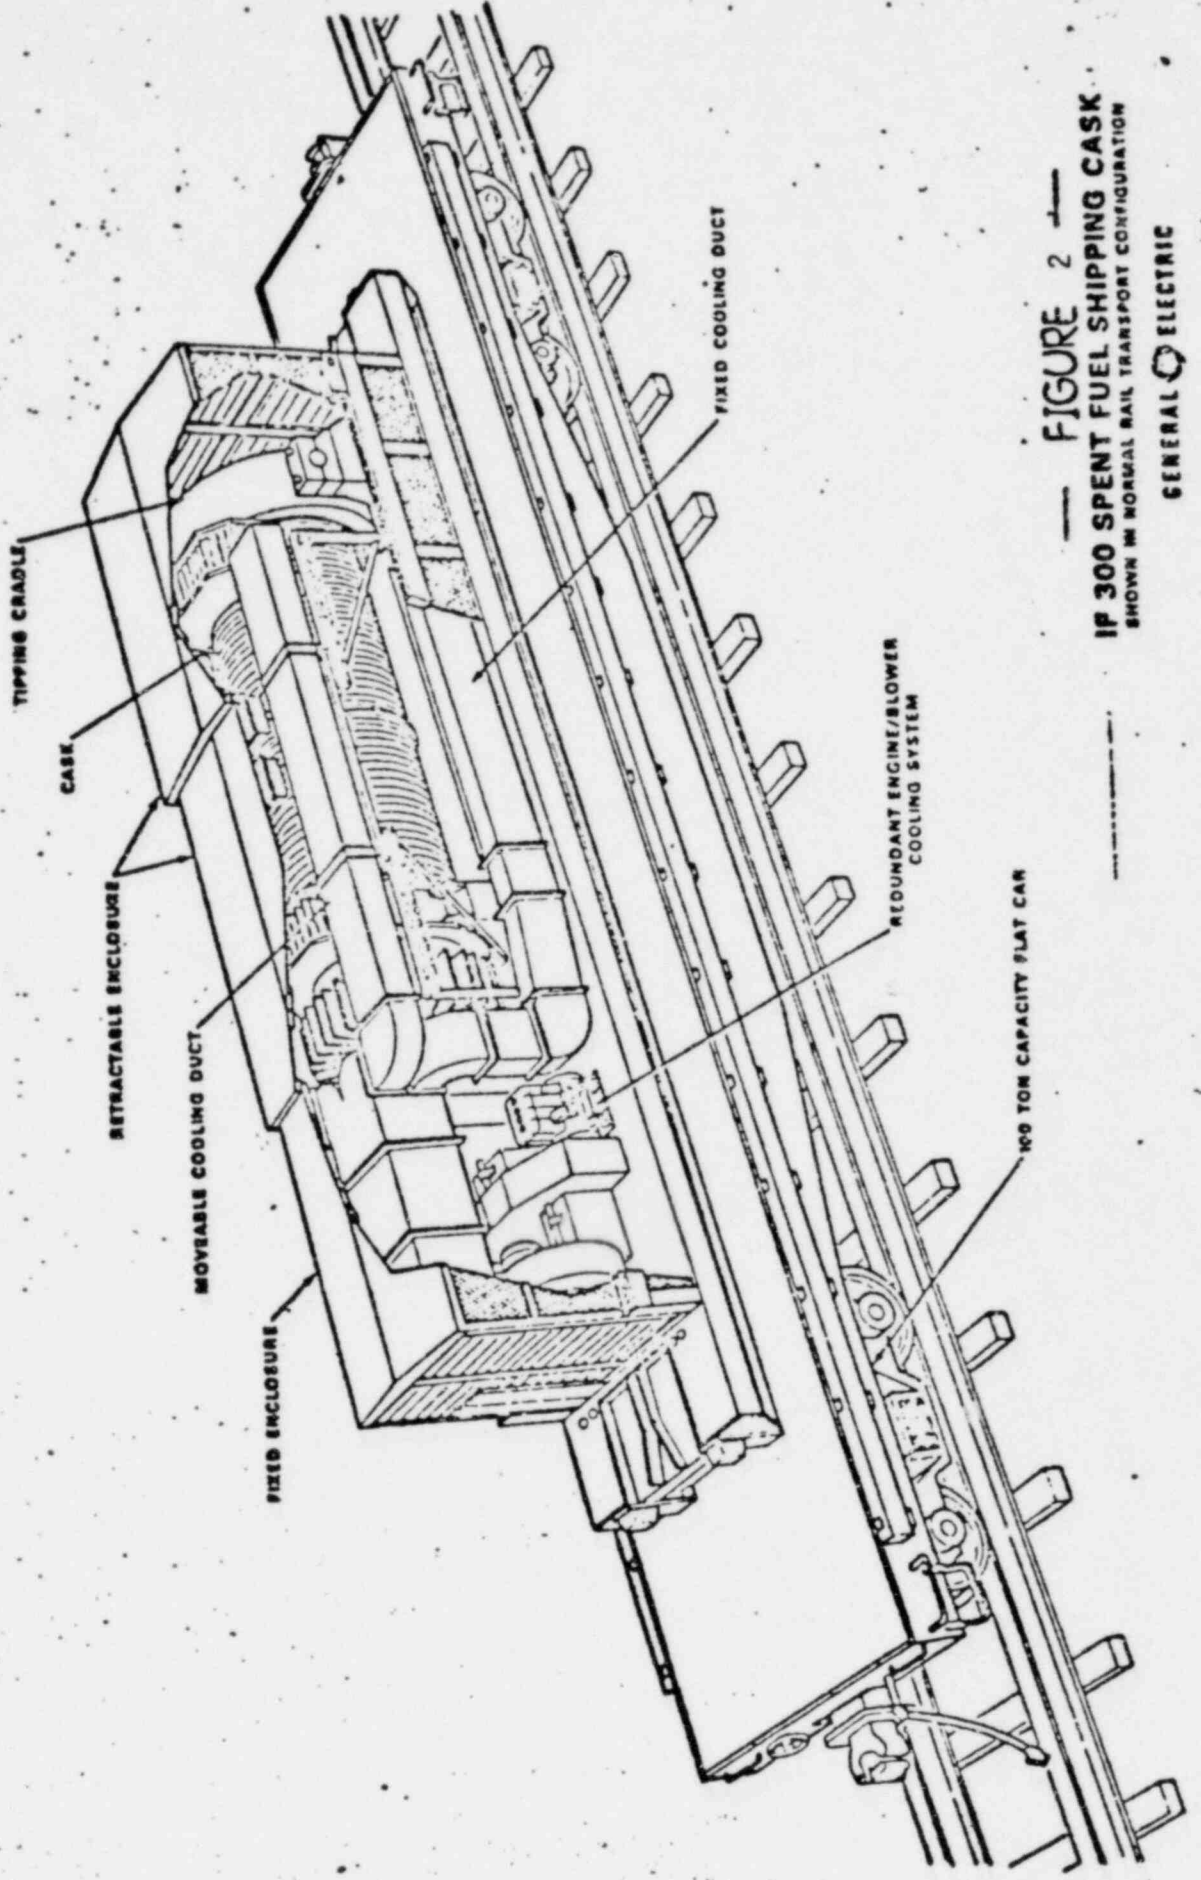 TIPPING CRADLE
CASK
RETRACTABLE ENCLOSURE
MOVEABLE COOLING DUCT
FIXED ENCLOSURE
FIXED COOLING DUCT
REDUNDANT ENGINE/BLOWER
COOLING SYSTEM
100 TON CAPACITY FLAT CAR
— FIGURE 2 —
IF 300 SPENT FUEL SHIPPING CASK
SHOWN IN NORMAL RAIL TRANSPORT CONFIGURATION
GENERAL ELECTRIC